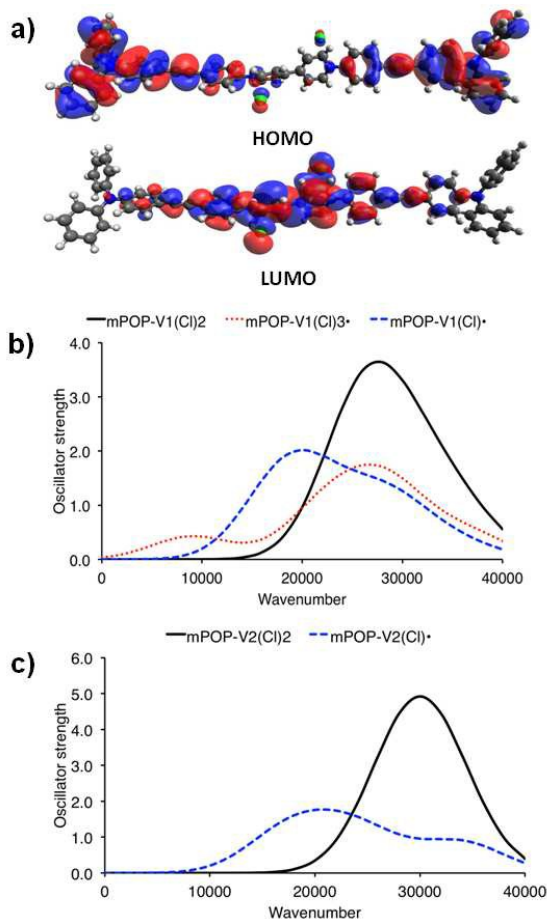 a)
HOMO
LUMO
mPOP-V1(Cl)2 mPOP-V1(Cl)3• mPOP-V1(Cl)•
b)
4.0
3.0
2.0
1.0
0.0
Oscillator strength
0 10000 20000 30000 40000
Wavenumber
mPOP-V2(Cl)2 mPOP-V2(Cl)•
c)
6.0
5.0
4.0
3.0
2.0
1.0
0.0
Oscillator strength
0 10000 20000 30000 40000
Wavenumber